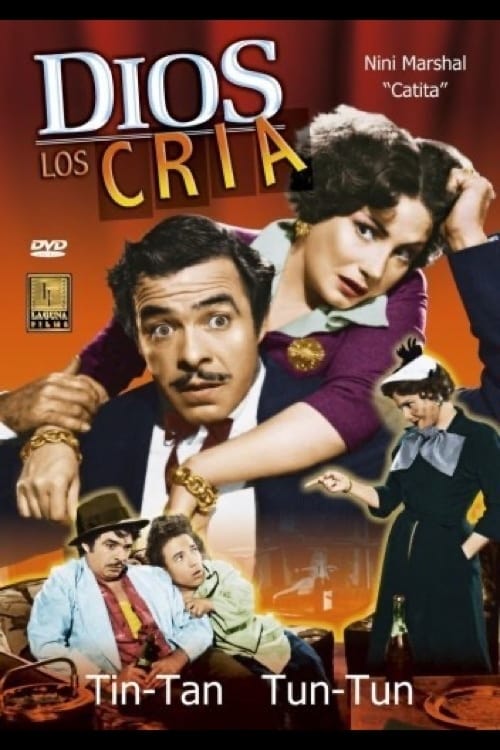 DIOS
LOS CRIA
Nini Marshal
"Catita"
DVD
LAGUNA
FILMS
Tin-Tan Tun-Tun